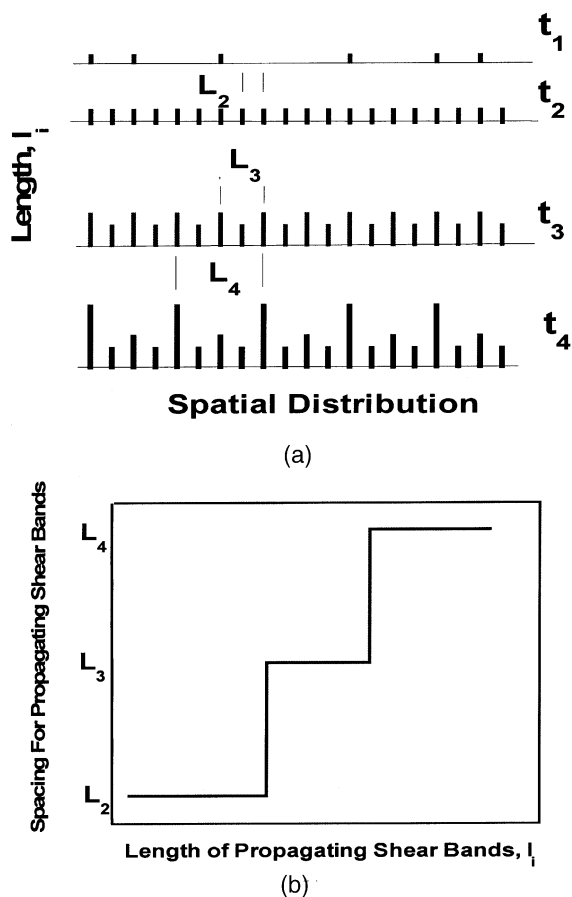 t1
L2
t2
Length, li
L3
t3
L4
t4
Spatial Distribution
(a)
Spacing For Propagating Shear Bands
L4
L3
L2
Length of Propagating Shear Bands, li
(b)